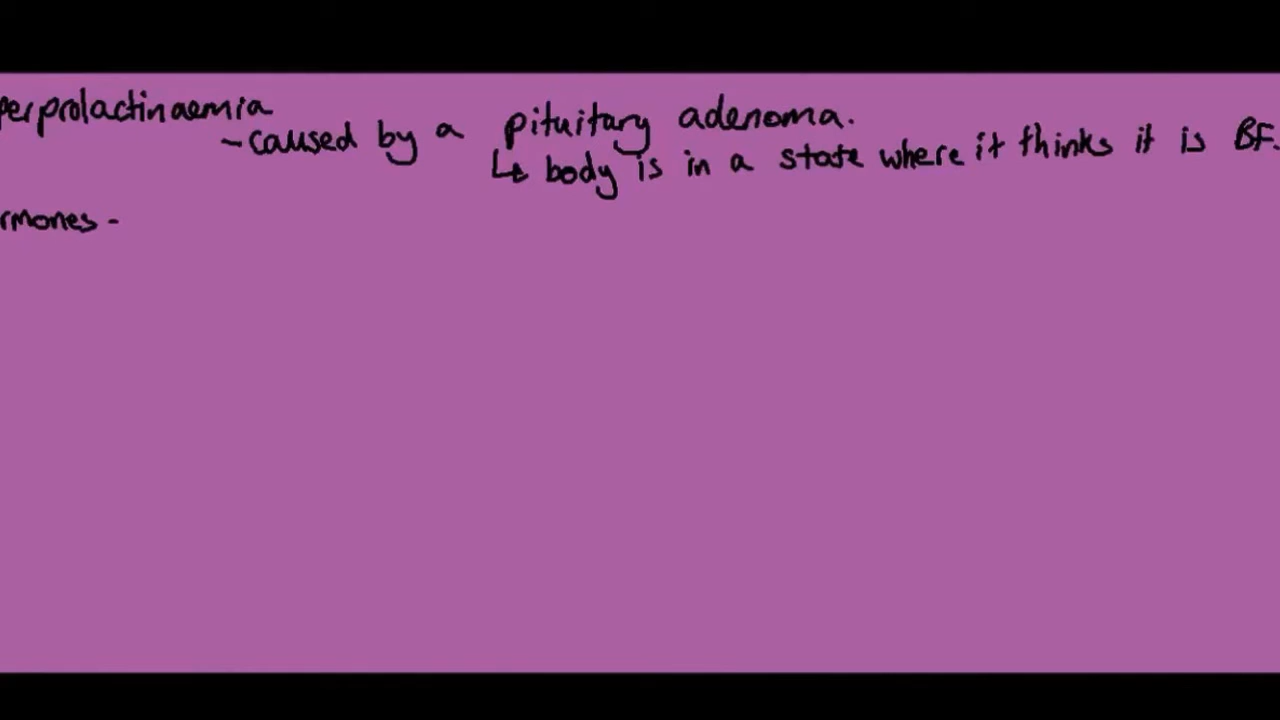 perprolactinaemia
- caused by a pituitary adenoma.
↳ body is in a state where it thinks it is BF.
rmones -